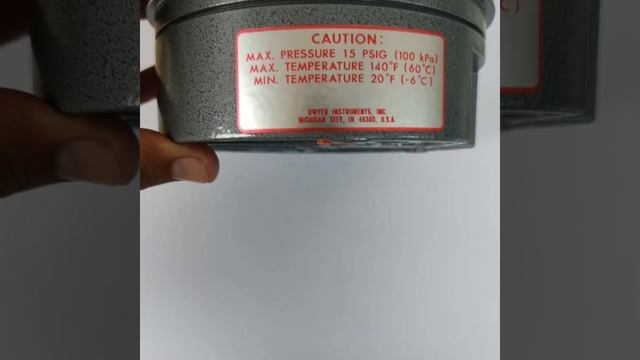 CAUTION:
MAX. PRESSURE 15 PSIG (100 kPa)
MAX. TEMPERATURE 140°F (60°C)
MIN. TEMPERATURE 20°F (-6°C)
DWYER INSTRUMENTS, INC.
MICHIGAN CITY, IN 46360, U.S.A